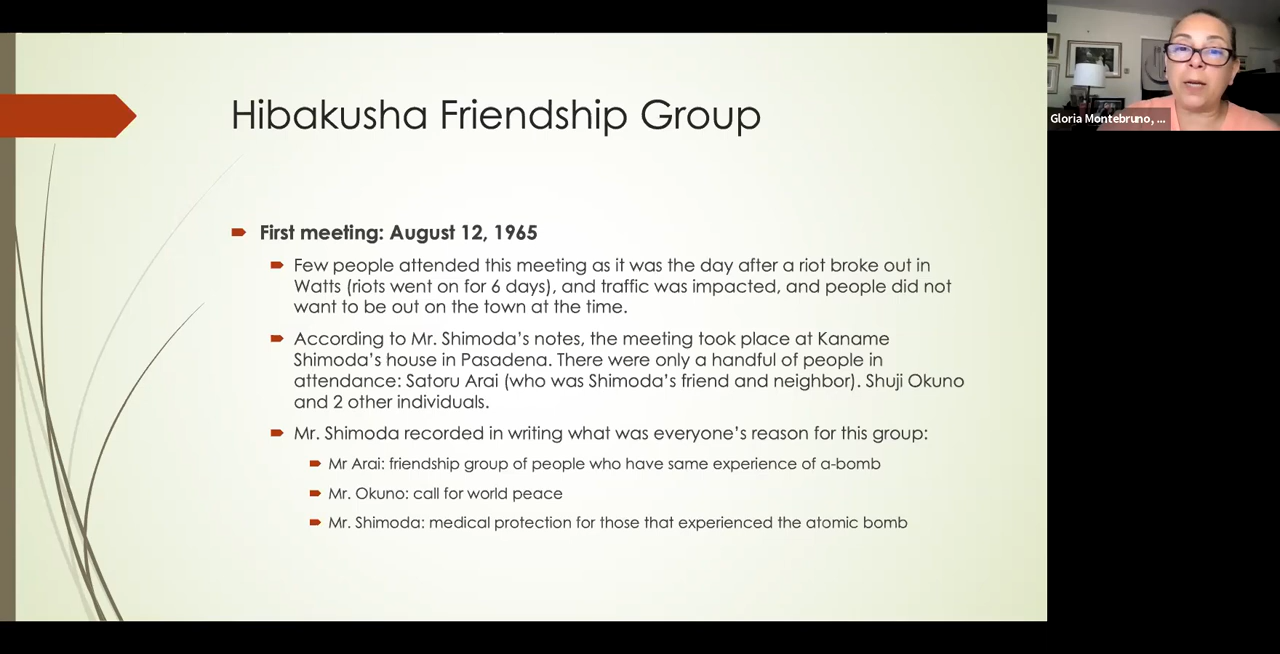 Hibakusha Friendship Group
First meeting: August 12, 1965
Few people attended this meeting as it was the day after a riot broke out in
Watts (riots went on for 6 days), and traffic was impacted, and people did not
want to be out on the town at the time.
According to Mr. Shimoda’s notes, the meeting took place at Kaname
Shimoda’s house in Pasadena. There were only a handful of people in
attendance: Satoru Arai (who was Shimoda’s friend and neighbor). Shuji Okuno
and 2 other individuals.
Mr. Shimoda recorded in writing what was everyone’s reason for this group:
Mr Arai: friendship group of people who have same experience of a-bomb
Mr. Okuno: call for world peace
Mr. Shimoda: medical protection for those that experienced the atomic bomb
Gloria Montebruno, ...